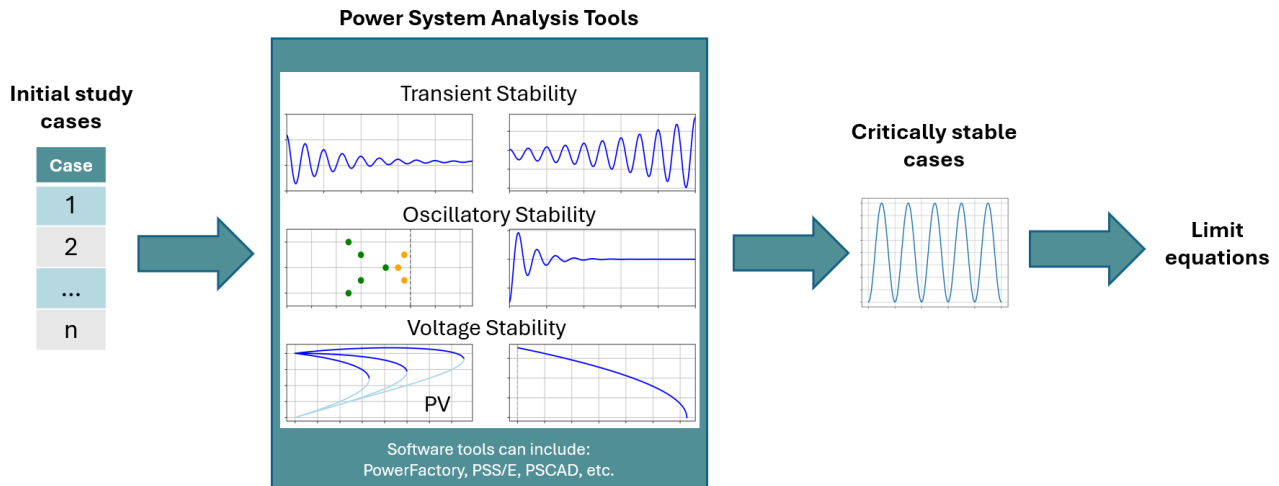 Power System Analysis Tools
Initial study
cases
Case
1
2
...
n
Transient Stability
Oscillatory Stability
Voltage Stability
PV
Software tools can include:
PowerFactory, PSS/E, PSCAD, etc.
Critically stable
cases
Limit
equations